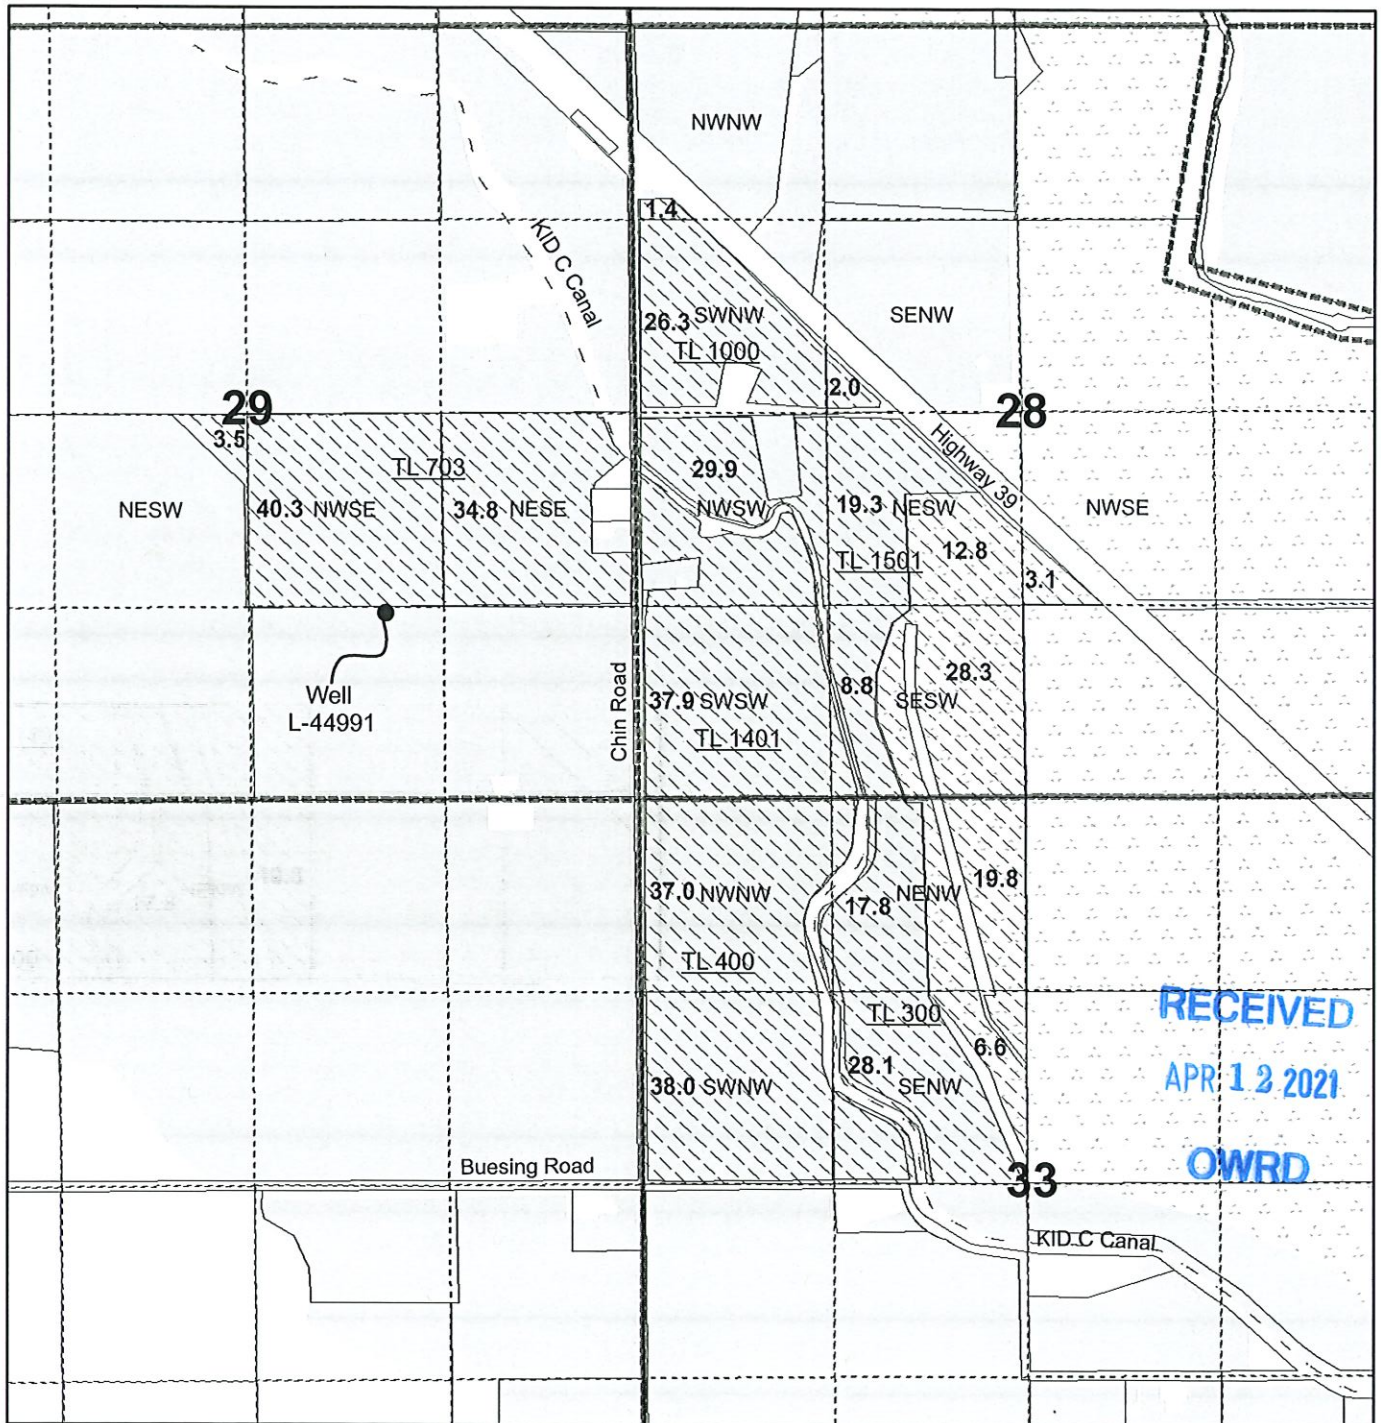 NWNW
KID C Canal
1.4
26.3 SWNW
TL 1000
SENW
2.0
29
28
3.5
TL 703
29.9
Highway 39
NESW
40.3 NWSE
34.8 NESE
NWSW
19.3 NESW
NWSE
12.8
TL 1501
3.1
Well
L-44991
Chin Road
37.9 SWSW
TL 1401
8.8
28.3
SESW
37.0 NWNW
17.8 NENW
19.8
TL 400
TL 300
RECEIVED
6.6
28.1
38.0 SWNW
SENW
APR 12 2021
OWRD
Buesing Road
33
KID C Canal